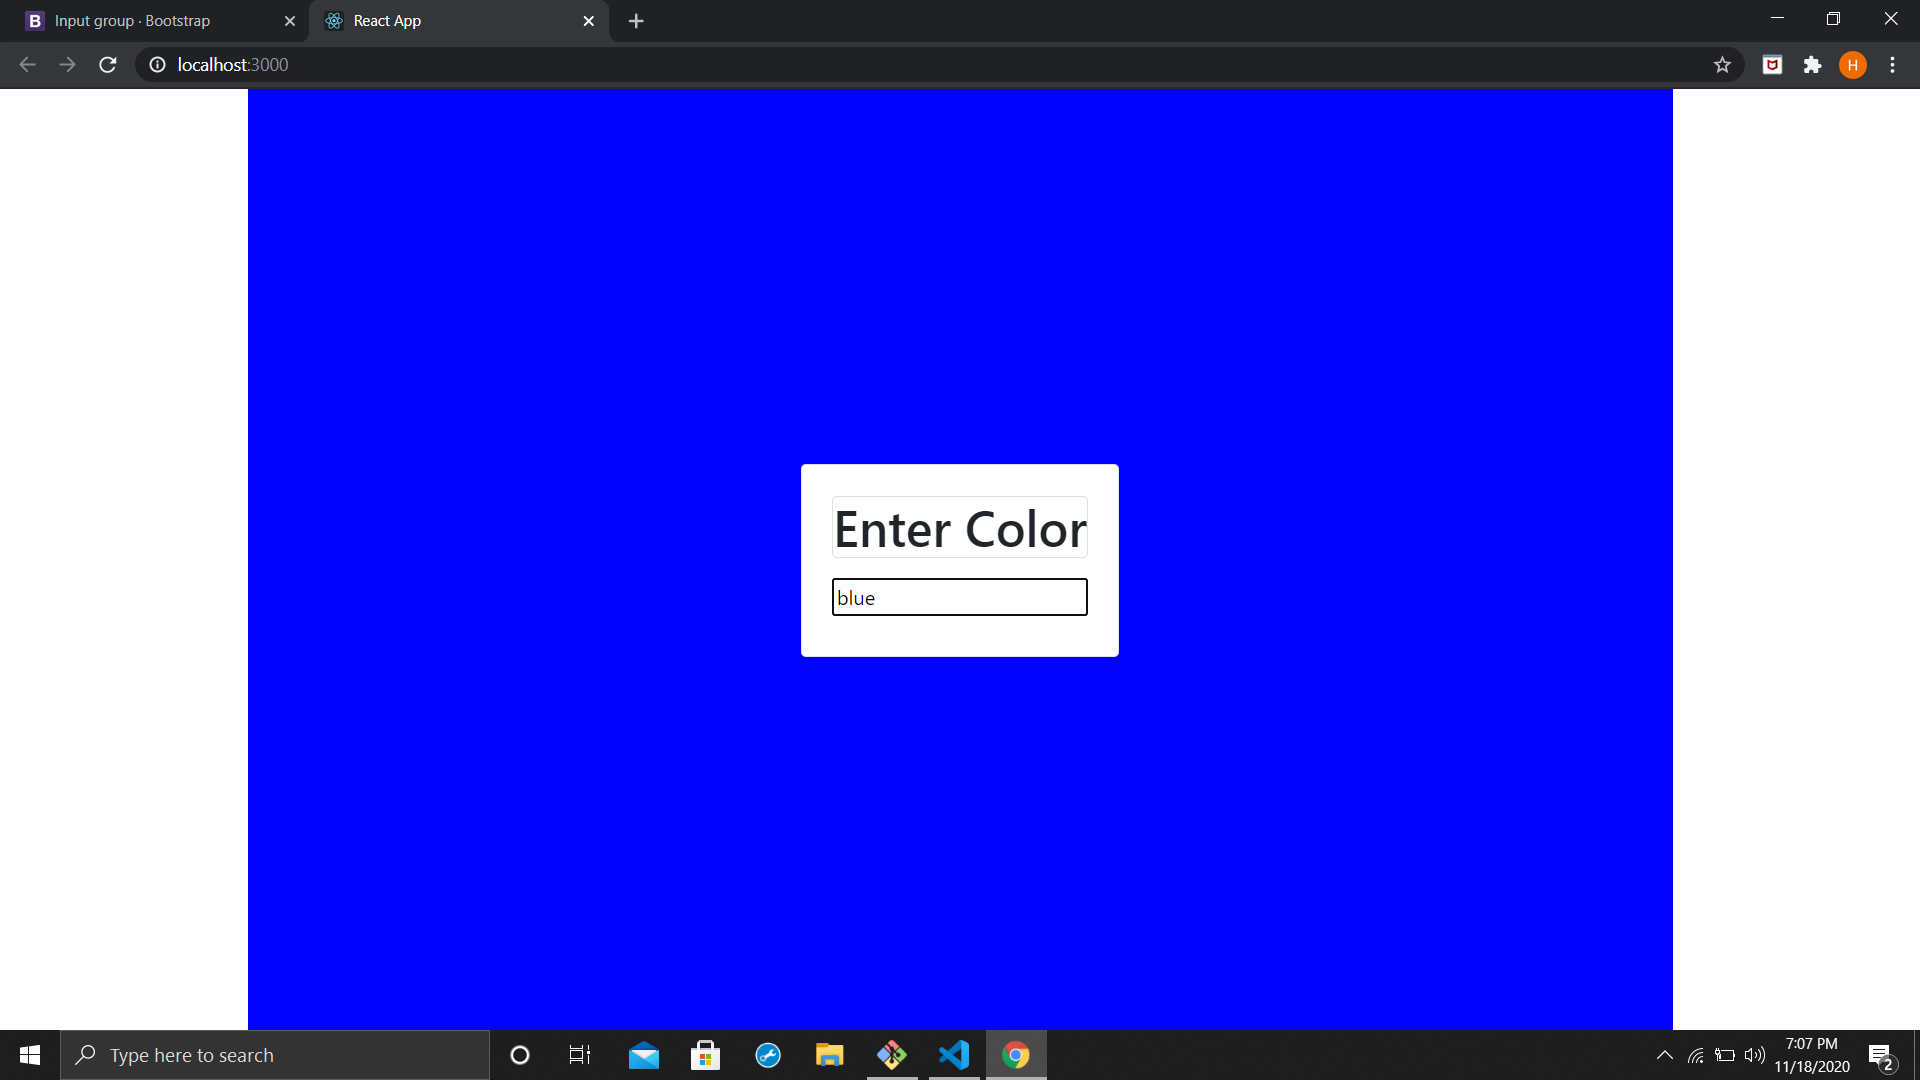 B Input group · Bootstrap
React App
localhost:3000
H
Enter Color
blue
Type here to search
7:07 PM
11/18/2020
2